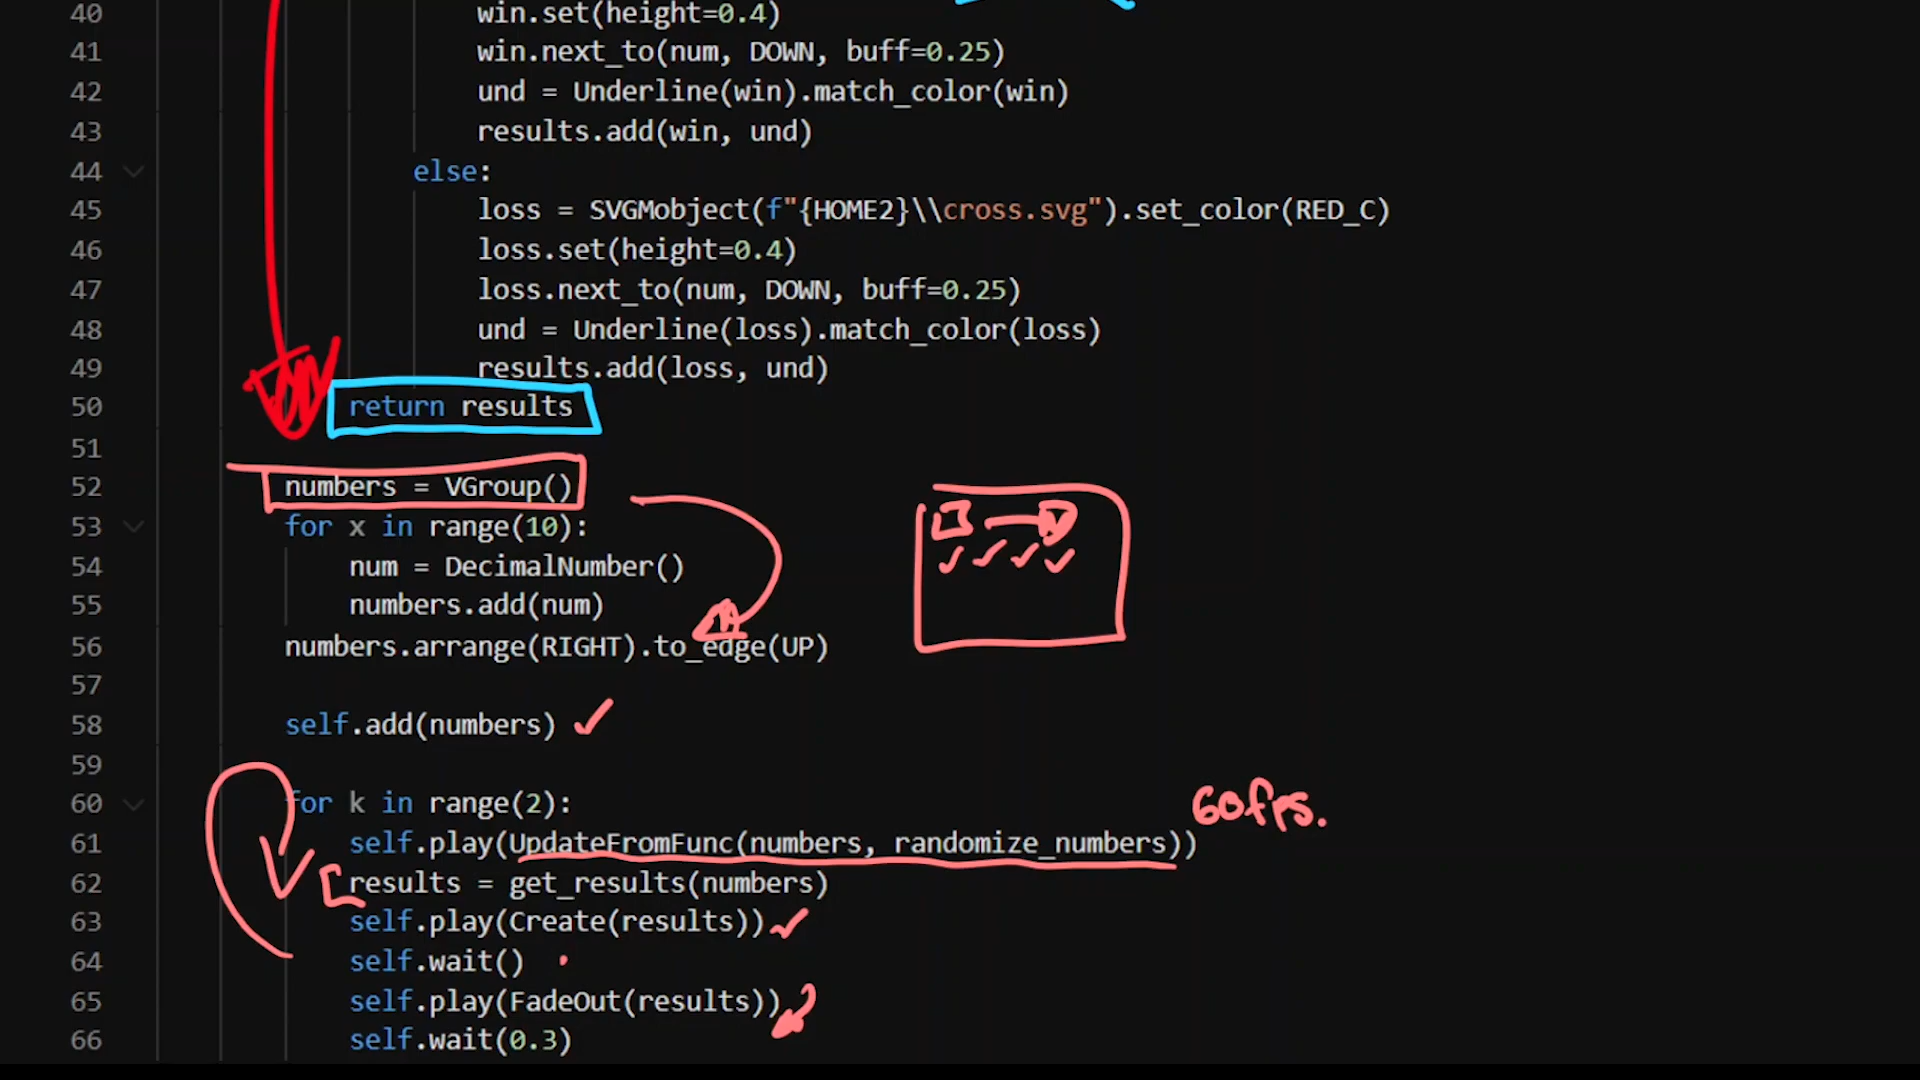 40 win.set(height=0.4)
41 win.next_to(num, DOWN, buff=0.25)
42 und = Underline(win).match_color(win)
43 results.add(win, und)
44 else:
45 loss = SVGMobject(f"{HOME2}\\cross.svg").set_color(RED_C)
46 loss.set(height=0.4)
47 loss.next_to(num, DOWN, buff=0.25)
48 und = Underline(loss).match_color(loss)
49 results.add(loss, und)
50 return results
51
52 numbers = VGroup()
53 for x in range(10):
54 num = DecimalNumber()
55 numbers.add(num)
56 numbers.arrange(RIGHT).to_edge(UP)
57
58 self.add(numbers)
59
60 for k in range(2):
60fps.
61 self.play(UpdateFromFunc(numbers, randomize_numbers))
62 results = get_results(numbers)
63 self.play(Create(results))
64 self.wait()
65 self.play(FadeOut(results))
66 self.wait(0.3)